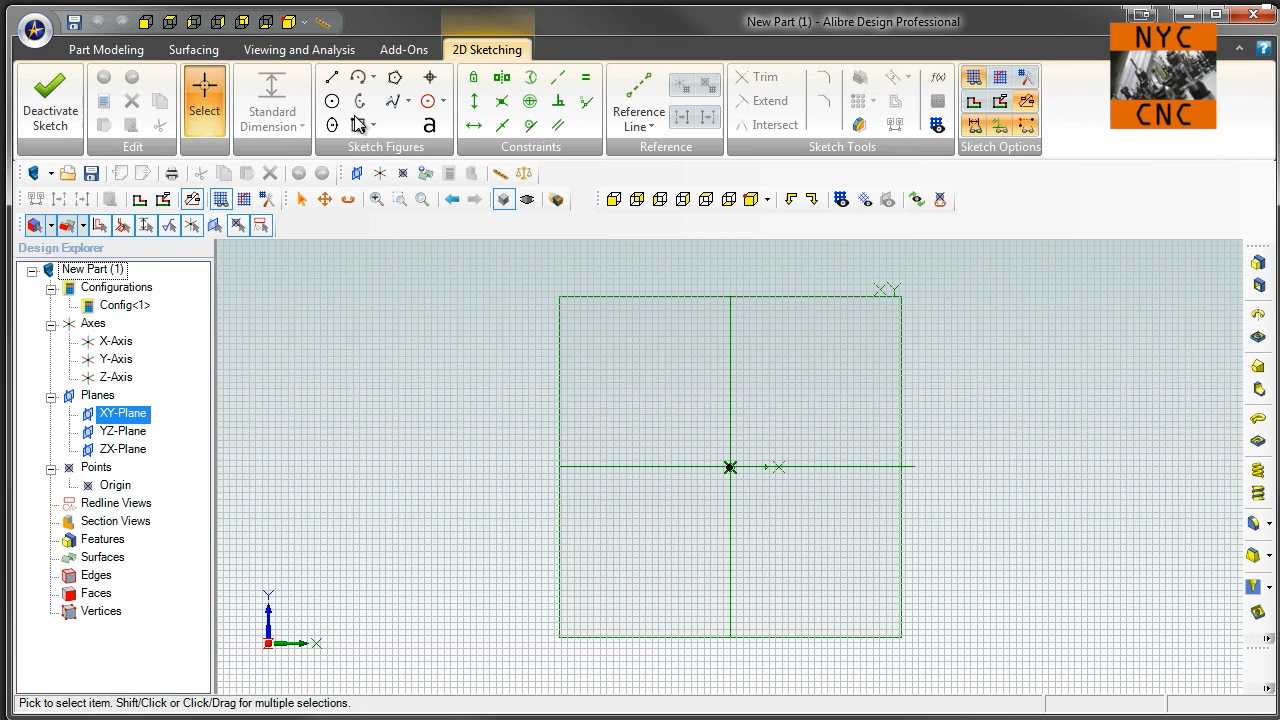 New Part (1) - Alibre Design Professional
NYC
CNC
Part Modeling
Surfacing
Viewing and Analysis
Add-Ons
2D Sketching
Deactivate
Sketch
Edit
Select
Standard
Dimension
a
Sketch Figures
Constraints
Reference
Line
Reference
Trim
Extend
Intersect
f(x)
Sketch Tools
Sketch Options
Design Explorer
New Part (1)
Configurations
Config<1>
Axes
X-Axis
Y-Axis
Z-Axis
Planes
XY-Plane
YZ-Plane
ZX-Plane
Points
Origin
Redline Views
Section Views
Features
Surfaces
Edges
Faces
Vertices
XY
X
Y
X
Pick to select item. Shift/Click or Click/Drag for multiple selections.